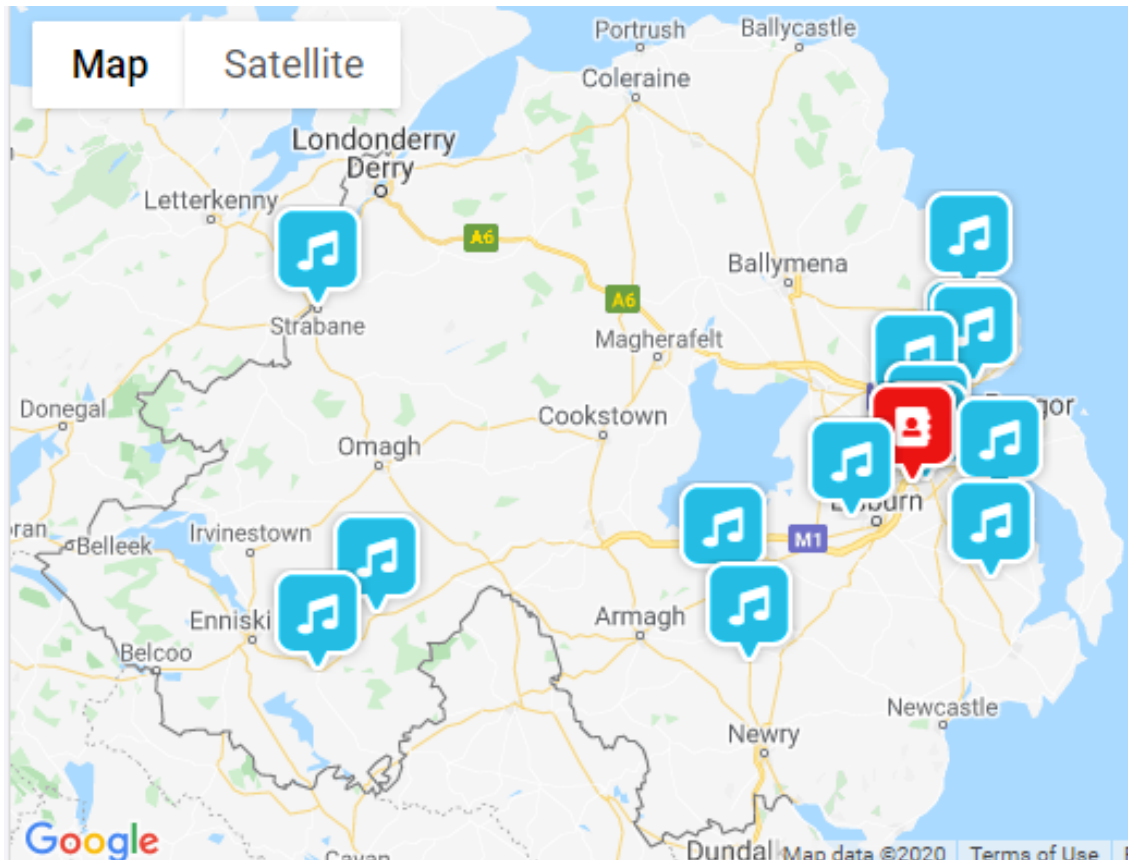 Map
Satellite
Portrush
Ballycastle
Coleraine
Londonderry
Derry
Letterkenny
A6
Ballymena
A6
Strabane
Magherafelt
Donegal
Cookstown
Omagh
Irvinestown
Belleek
M1
Enniski
Armagh
Belcoo
Newcastle
Newry
Google
Cavan
Dundal
Map data ©2020
Terms of Use